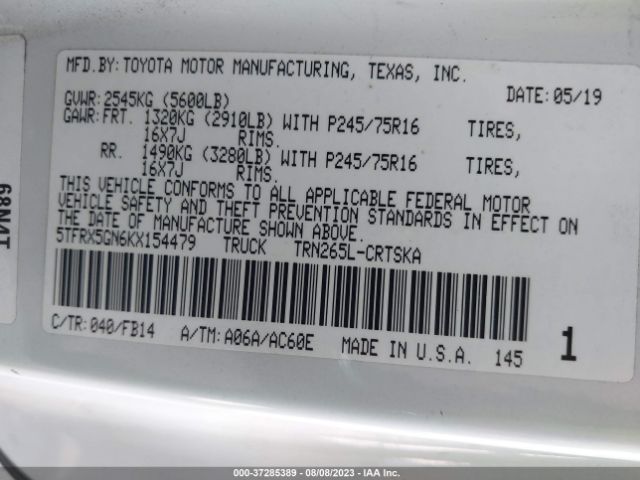 MFD.BY: TOYOTA MOTOR MANUFACTURING, TEXAS, INC.
DATE: 05/19
GVWR: 2545KG (5600LB)
GAWR: FRT. 1320KG (2910LB) WITH P245/75R16 TIRES,
16X7J RIMS.
RR. 1490KG (3280LB) WITH P245/75R16 TIRES,
16X7J RIMS.
THIS VEHICLE CONFORMS TO ALL APPLICABLE FEDERAL MOTOR
VEHICLE SAFETY AND THEFT PREVENTION STANDARDS IN EFFECT ON
THE DATE OF MANUFACTURE SHOWN ABOVE.
5TFRX5GN6KX154479 TRUCK TRN265L-CRTSKA
C/TR: 040/FB14 A/TM: A06A/AC60E MADE IN U.S.A. 145 1
68N4T
000-37285389 - 08/08/2023 - COPYRIGHT IAA, LLC.